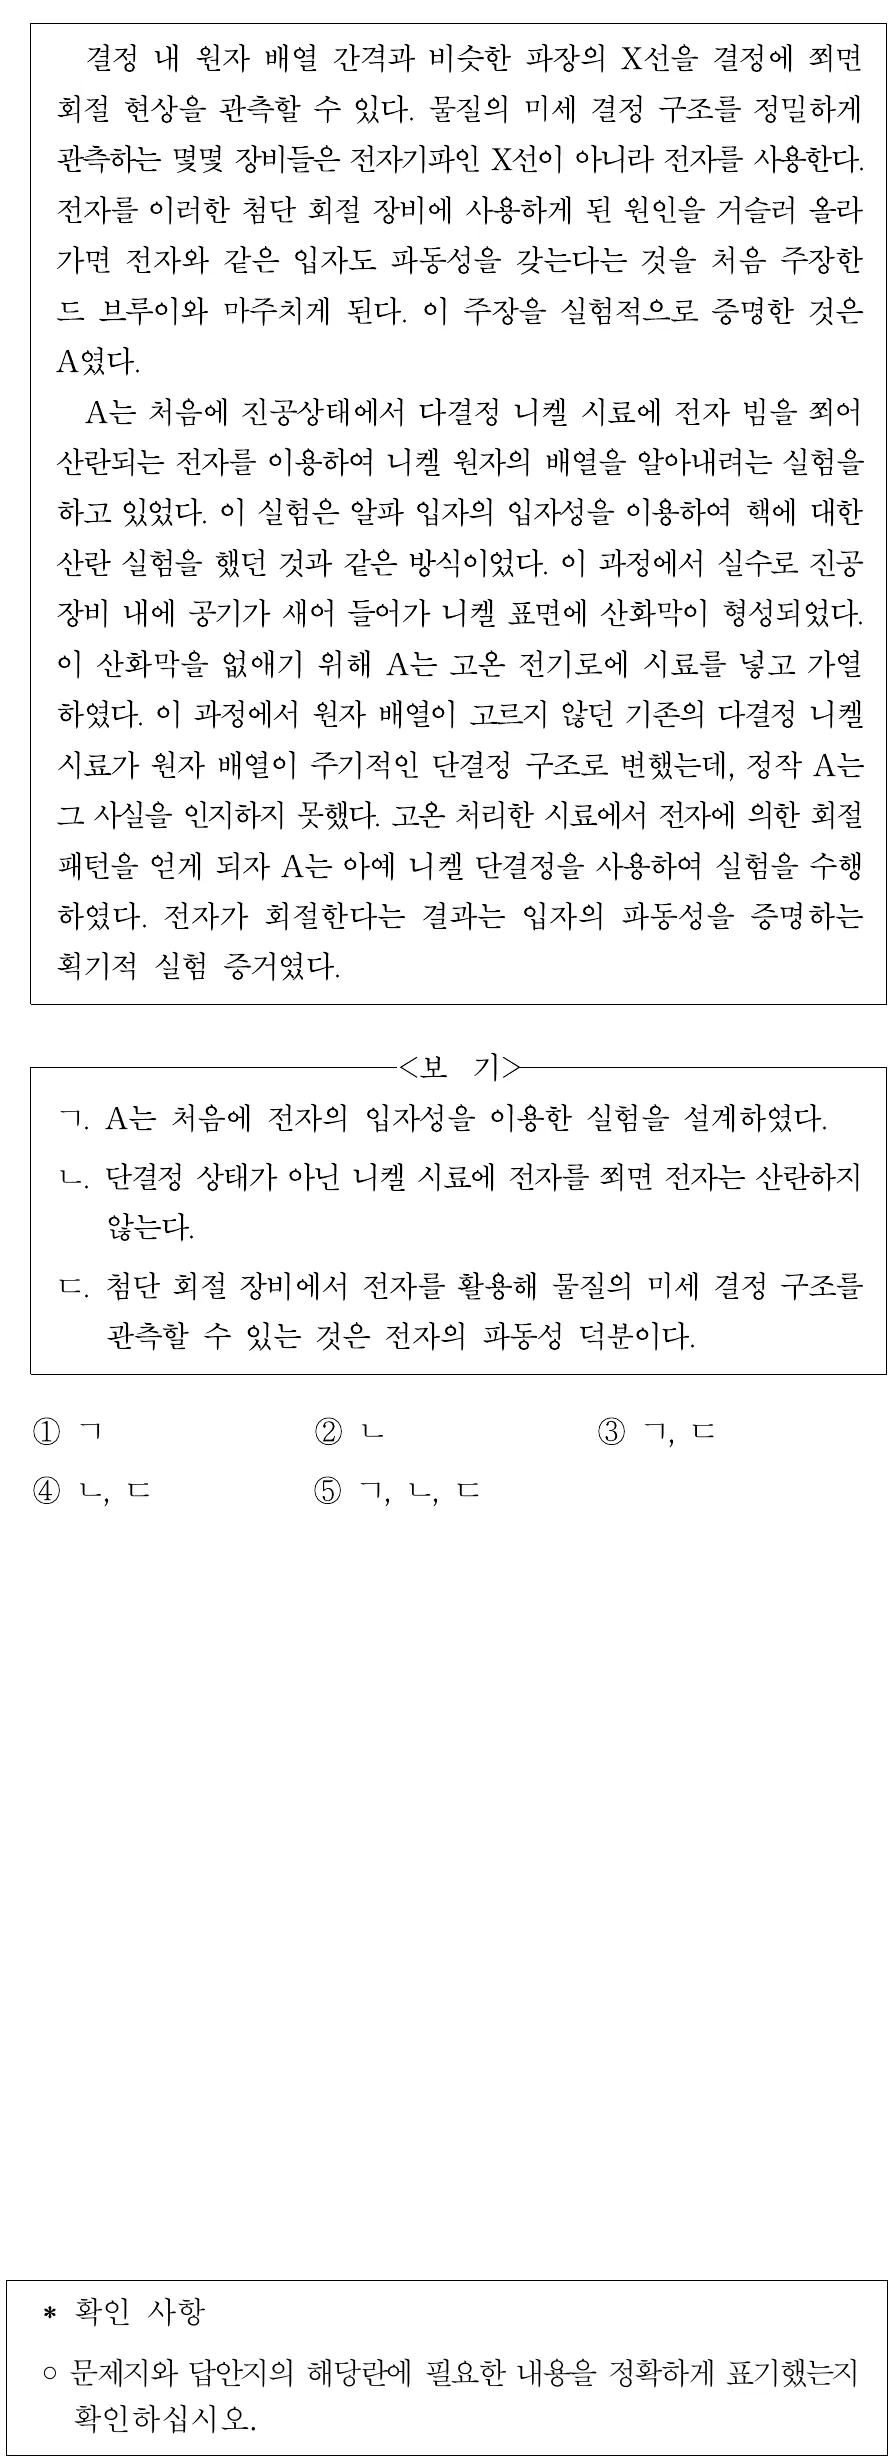 결정 내 원자 배열 간격과 비슷한 파장의 X선을 결정에 쬐면
회절 현상을 관측할 수 있다. 물질의 미세 결정 구조를 정밀하게
관측하는 몇몇 장비들은 전자기파인 X선이 아니라 전자를 사용한다.
전자를 이러한 첨단 회절 장비에 사용하게 된 원인을 거슬러 올라
가면 전자와 같은 입자도 파동성을 갖는다는 것을 처음 주장한
드 브루이와 마주치게 된다. 이 주장을 실험적으로 증명한 것은
A였다.
A는 처음에 진공상태에서 다결정 니켈 시료에 전자 빔을 쬐어
산란되는 전자를 이용하여 니켈 원자의 배열을 알아내려는 실험을
하고 있었다. 이 실험은 알파 입자의 입자성을 이용하여 핵에 대한
산란 실험을 했던 것과 같은 방식이었다. 이 과정에서 실수로 진공
장비 내에 공기가 새어 들어가 니켈 표면에 산화막이 형성되었다.
이 산화막을 없애기 위해 A는 고온 전기로에 시료를 넣고 가열
하였다. 이 과정에서 원자 배열이 고르지 않던 기존의 다결정 니켈
시료가 원자 배열이 주기적인 단결정 구조로 변했는데, 정작 A는
그 사실을 인지하지 못했다. 고온 처리한 시료에서 전자에 의한 회절
패턴을 얻게 되자 A는 아예 니켈 단결정을 사용하여 실험을 수행
하였다. 전자가 회절한다는 결과는 입자의 파동성을 증명하는
획기적 실험 증거였다.
<보 기>
ㄱ. A는 처음에 전자의 입자성을 이용한 실험을 설계하였다.
ㄴ. 단결정 상태가 아닌 니켈 시료에 전자를 쬐면 전자는 산란하지
않는다.
ㄷ. 첨단 회절 장비에서 전자를 활용해 물질의 미세 결정 구조를
관측할 수 있는 것은 전자의 파동성 덕분이다.
① ㄱ ② ㄴ ③ ㄱ, ㄷ
④ ㄴ, ㄷ ⑤ ㄱ, ㄴ, ㄷ
* 확인 사항
○ 문제지와 답안지의 해당란에 필요한 내용을 정확하게 표기했는지
확인하십시오.